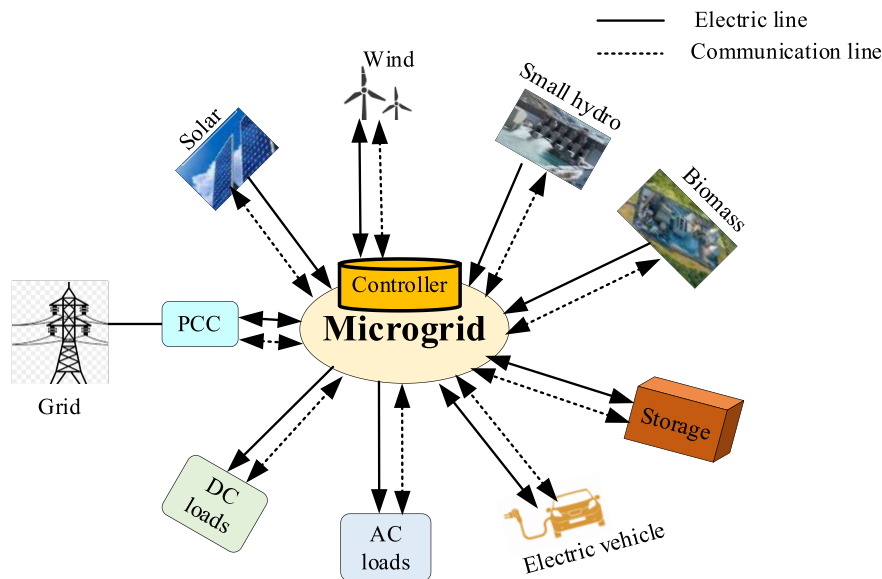 Electric line
Communication line
Wind
Small hydro
Solar
Biomass
Controller
Microgrid
PCC
Grid
Storage
DC
loads
AC
loads
Electric vehicle